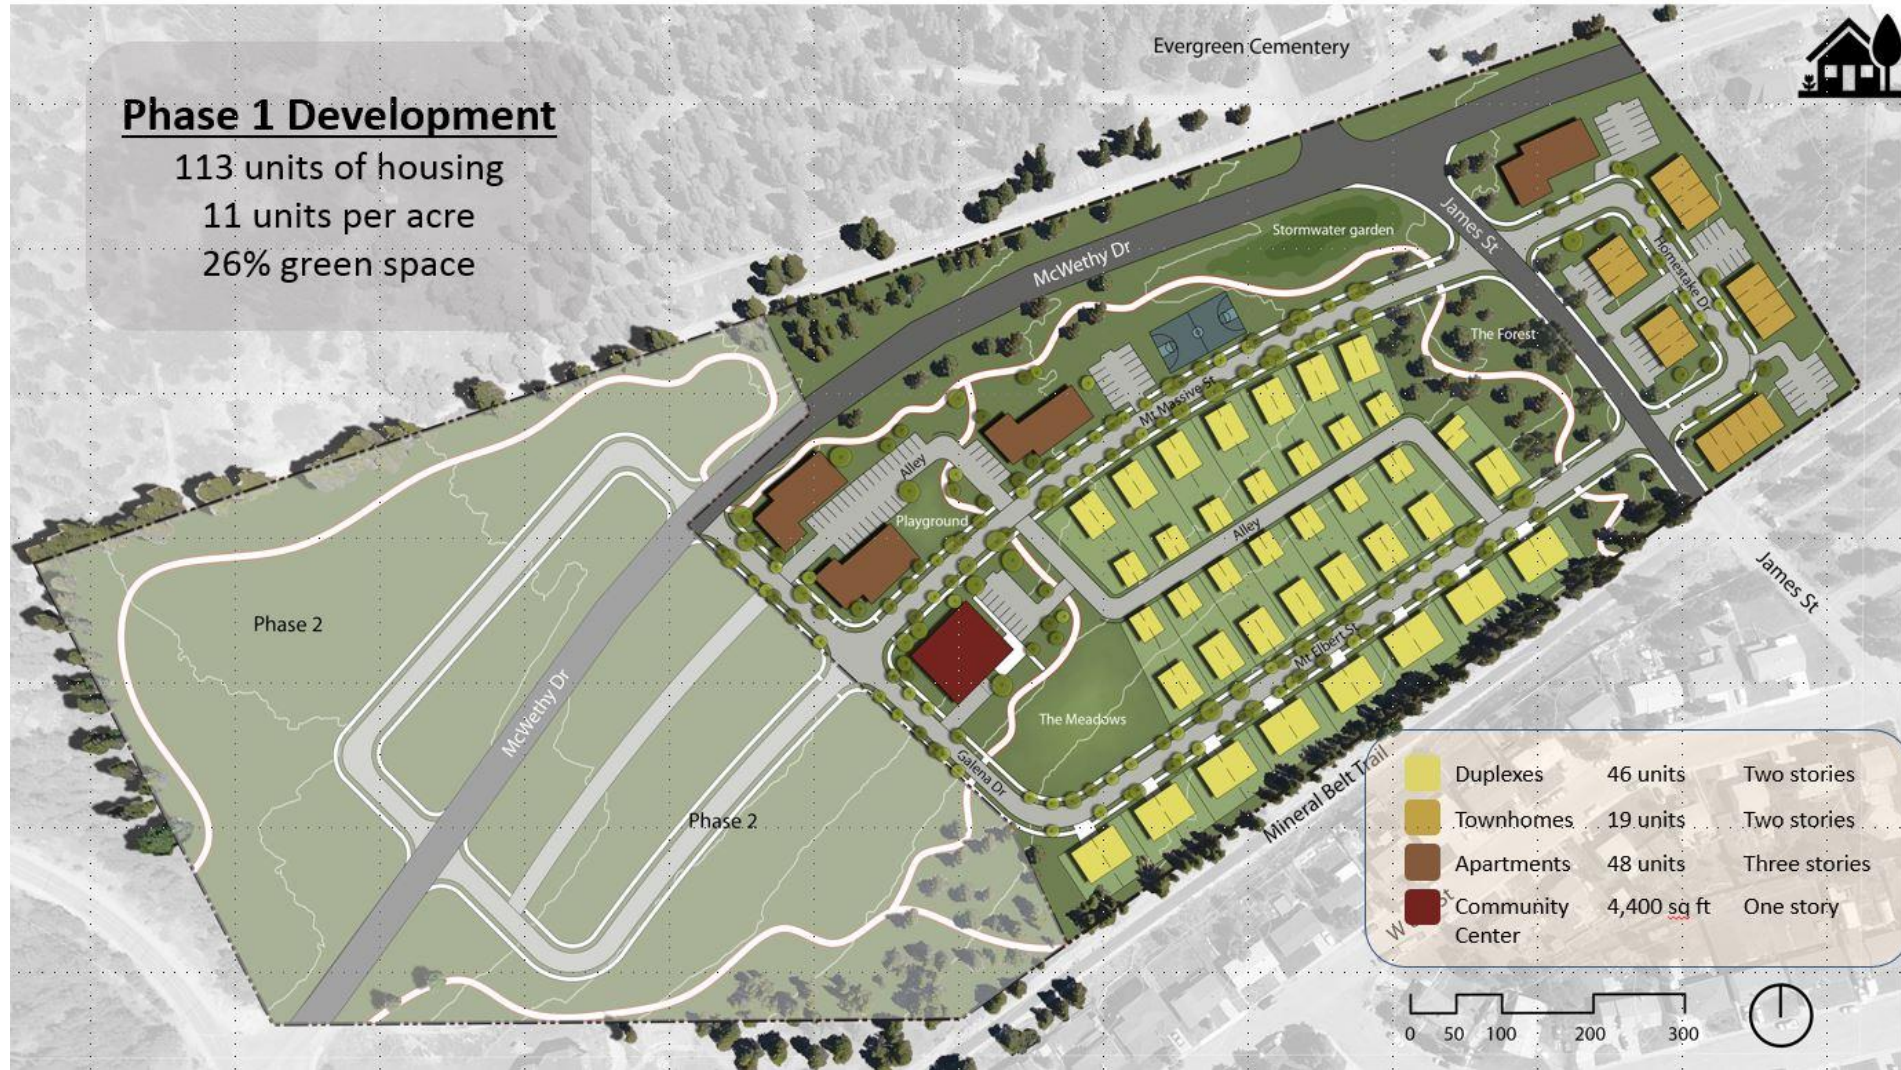 Evergreen Cementery
Phase 1 Development
113 units of housing
11 units per acre
26% green space
James St
Stormwater garden
McWethy Dr
Homestake Dr
The Forest
Mt Massive St
Alley
Playground
Alley
James St
Phase 2
Mt Elbert St
McWethy Dr
The Meadows
Galena Dr
Phase 2
Mineral Belt Trail
Duplexes 46 units Two stories
Townhomes 19 units Two stories
Apartments 48 units Three stories
Community 4,400 sq ft One story
Center
0 50 100 200 300